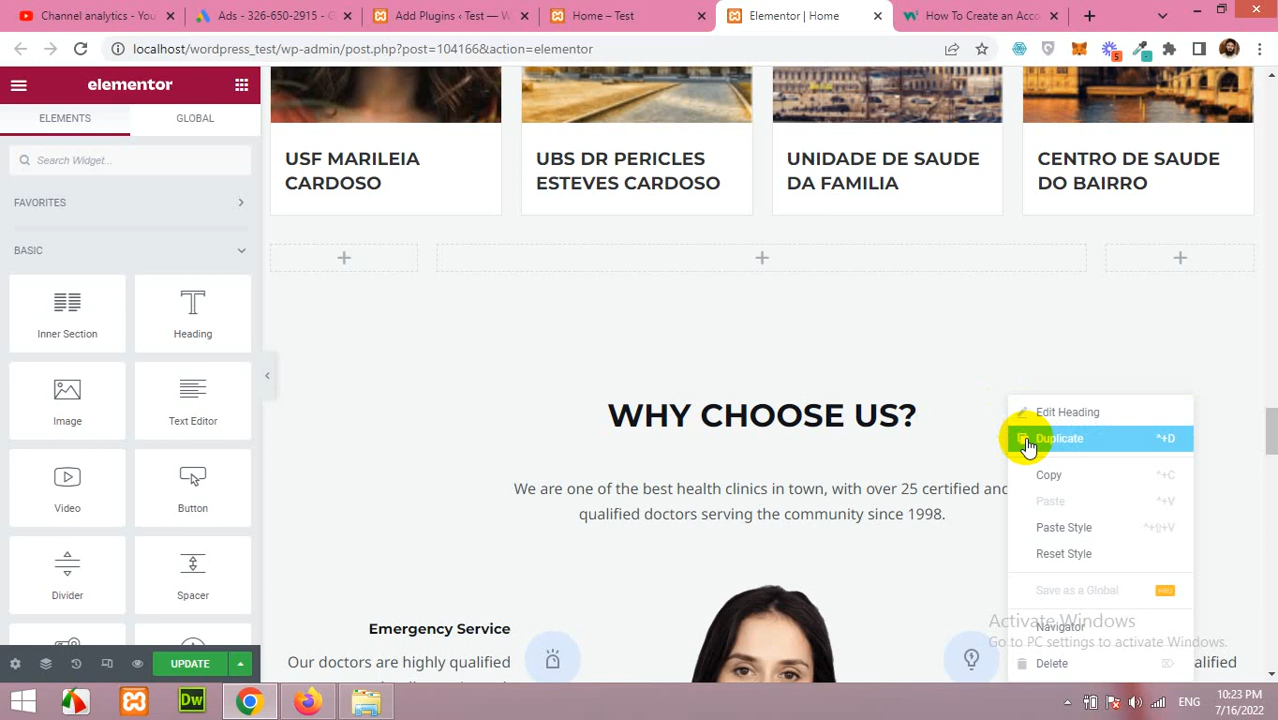 Channel analytics - You
Ads - 326-650-2915 - G
Add Plugins ‹ Test — W
Home – Test
Elementor | Home
How To Create an Acco
localhost/wordpress_test/wp-admin/post.php?post=104166&action=elementor
5
elementor
ELEMENTS
GLOBAL
Search Widget...
FAVORITES
BASIC
Inner Section
Heading
Image
Text Editor
Video
Button
Divider
Spacer
UPDATE
USF MARILEIA
CARDOSO
UBS DR PERICLES
ESTEVES CARDOSO
UNIDADE DE SAUDE
DA FAMILIA
CENTRO DE SAUDE
DO BAIRRO
WHY CHOOSE US?
We are one of the best health clinics in town, with over 25 certified and
qualified doctors serving the community since 1998.
Emergency Service
Our doctors are highly qualified
qualified
Edit Heading
Duplicate ^+D
Copy ^+C
Paste ^+V
Paste Style ^+⇧+V
Reset Style
Save as a Global PRO
Navigator
Delete
Activate Windows
Go to PC settings to activate Windows.
Dw
ENG
10:23 PM
7/16/2022